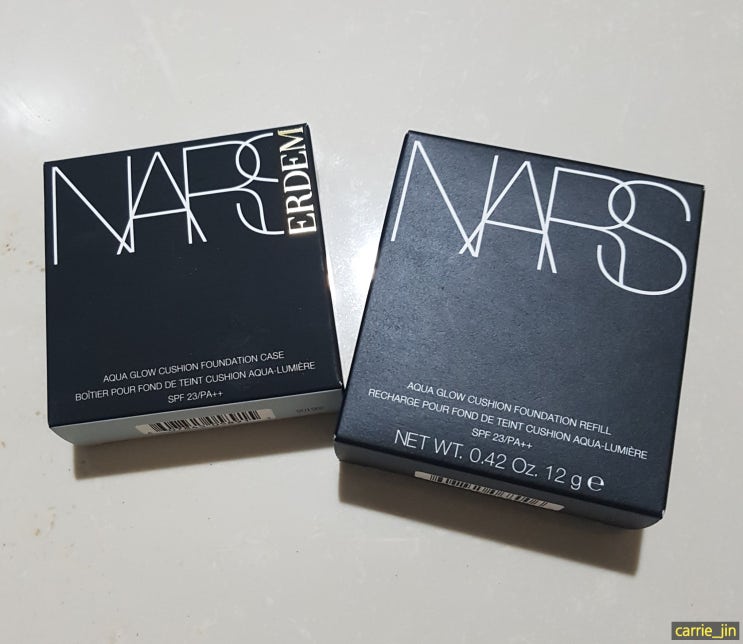 NARS
ERDEM
AQUA GLOW CUSHION FOUNDATION CASE
BOÎTIER POUR FOND DE TEINT CUSHION AQUA-LUMIÈRE
SPF 23/PA++
NARS
AQUA GLOW CUSHION FOUNDATION REFILL
RECHARGE POUR FOND DE TEINT CUSHION AQUA-LUMIÈRE
SPF 23/PA++
NET WT. 0.42 Oz. 12 g ℮
carrie_jin